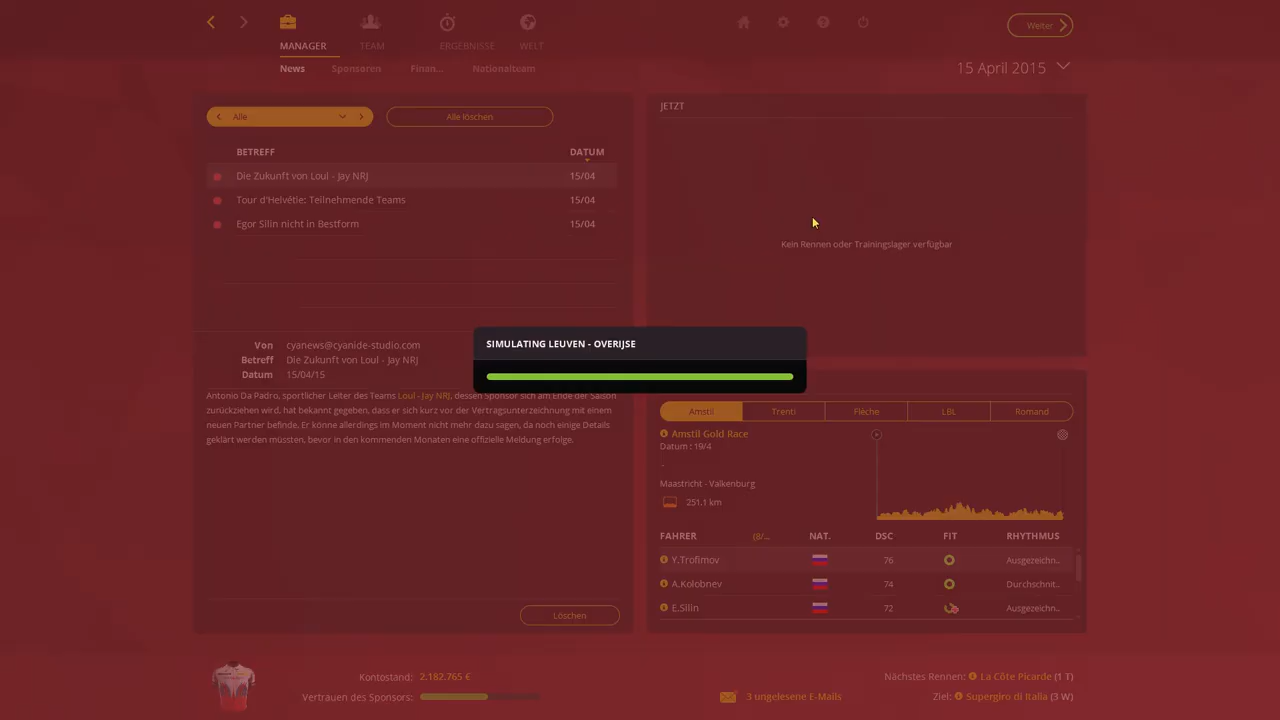 MANAGER
TEAM
ERGEBNISSE
WELT
Weiter
News
Sponsoren
Finan...
Nationalteam
15 April 2015
Alle
Alle löschen
BETREFF
DATUM
Die Zukunft von Loul - Jay NRJ
15/04
Tour d'Helvétie: Teilnehmende Teams
15/04
Egor Silin nicht in Bestform
15/04
JETZT
Kein Rennen oder Trainingslager verfügbar
SIMULATING LEUVEN - OVERIJSE
Von cyanews@cyanide-studio.com
Betreff Die Zukunft von Loul - Jay NRJ
Datum 15/04/15
Antonio Da Padro, sportlicher Leiter des Teams Loul - Jay NRJ, dessen Sponsor sich am Ende der Saison
zurückziehen wird, hat bekannt gegeben, dass er sich kurz vor der Vertragsunterzeichnung mit einem
neuen Partner befinde. Er könne allerdings im Moment nicht mehr dazu sagen, da noch einige Details
geklärt werden müssten, bevor in den kommenden Monaten eine offizielle Meldung erfolge.
Löschen
Amstil
Trenti
Flèche
LBL
Romand
Amstil Gold Race
Datum : 19/4
-
Maastricht - Valkenburg
251,1 km
FAHRER
(8/...
NAT.
DSC
FIT
RHYTHMUS
Y.Trofimov
76
Ausgezeichn..
A.Kolobnev
74
Durchschnit..
E.Silin
72
Ausgezeichn..
Kontostand: 2.182.765 €
Vertrauen des Sponsors:
3 ungelesene E-Mails
Nächstes Rennen: La Côte Picarde (1 T)
Ziel: Supergiro di Italia (3 W)